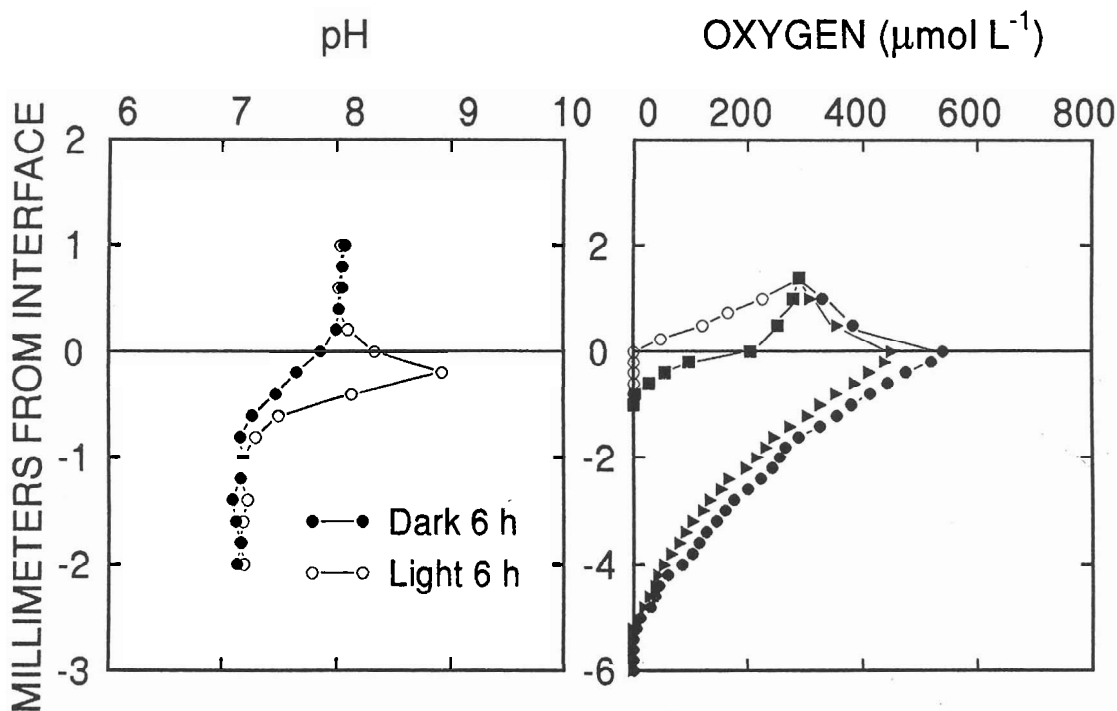 pH
OXYGEN (μmol L⁻¹)
6 7 8 9 10
0 200 400 600 800
MILLIMETERS FROM INTERFACE
2
1
0
-1
-2
-3
2
0
-2
-4
-6
Dark 6 h
Light 6 h